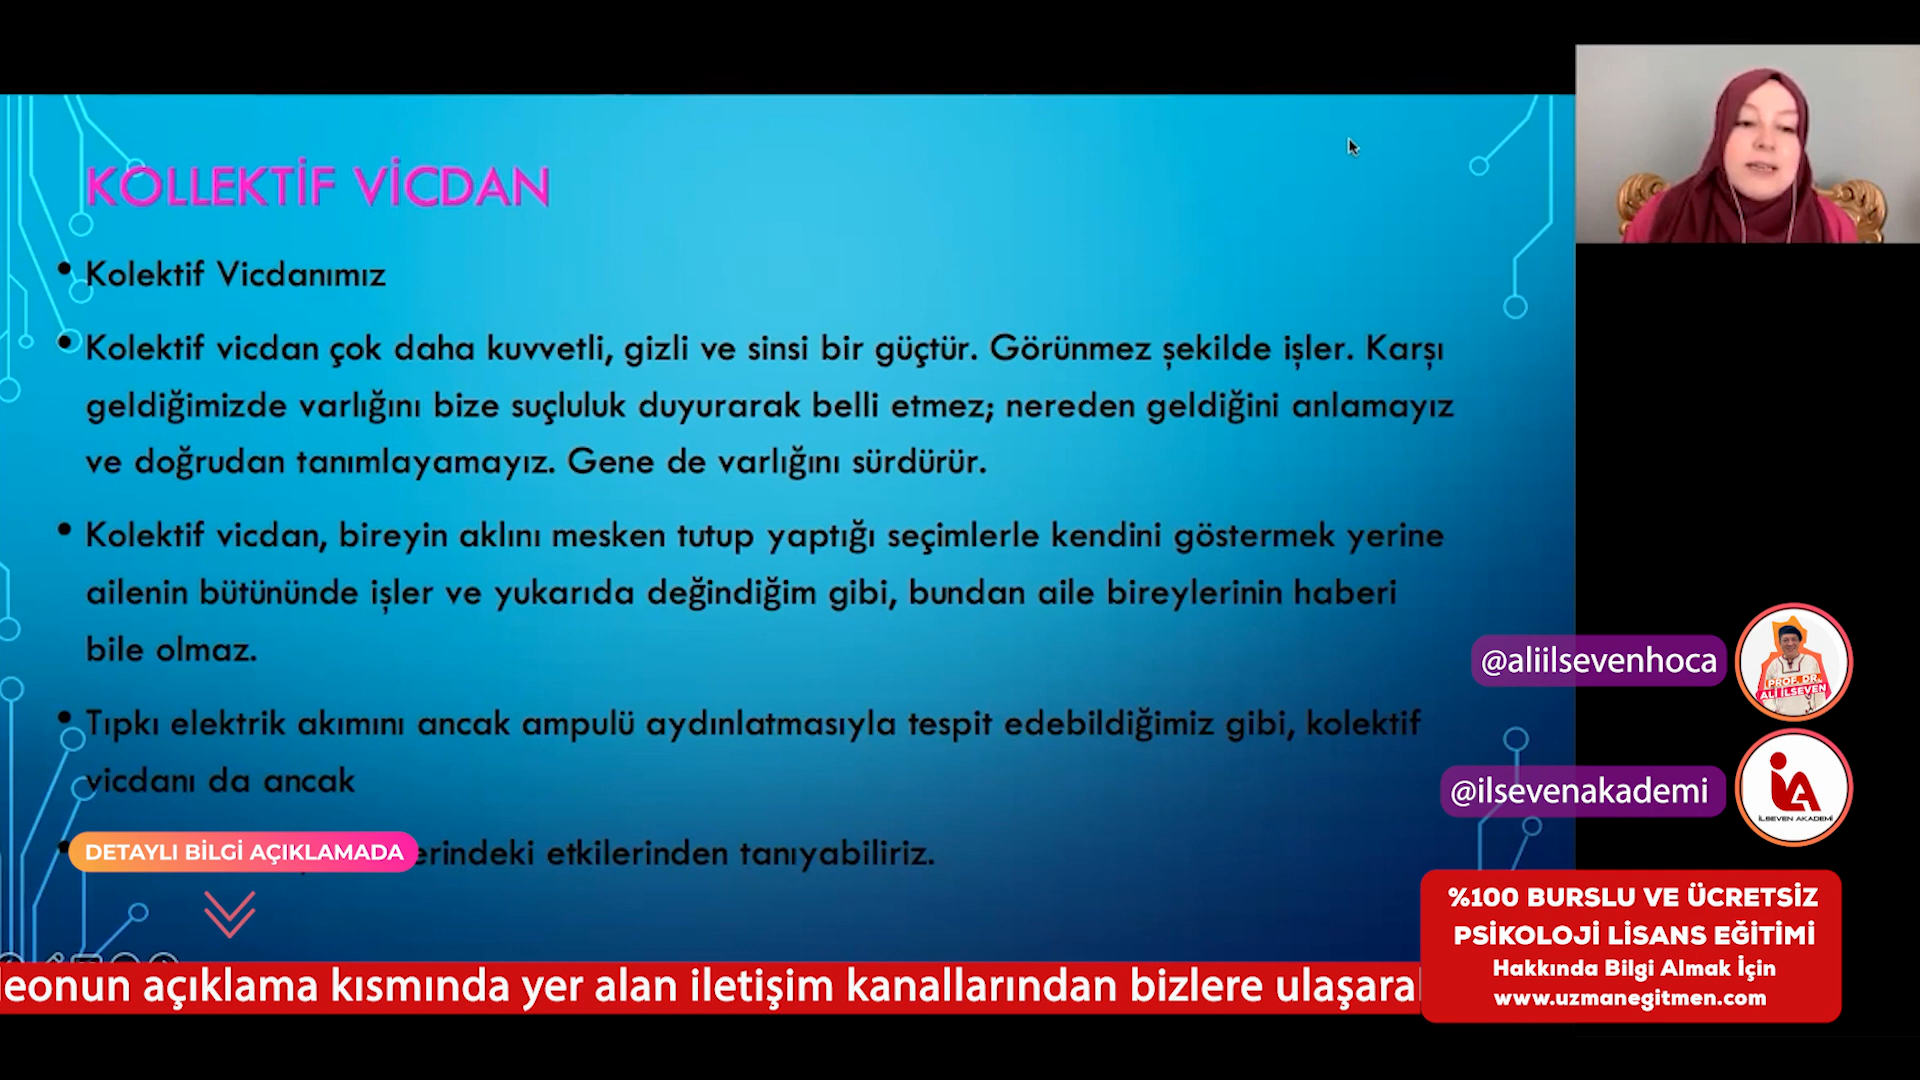 KOLLEKTİF VİCDAN
Kolektif Vicdanımız
Kolektif vicdan çok daha kuvvetli, gizli ve sinsi bir güçtür. Görünmez şekilde işler. Karşı
geldiğimizde varlığını bize suçluluk duyurarak belli etmez; nereden geldiğini anlamayız
ve doğrudan tanımlayamayız. Gene de varlığını sürdürür.
Kolektif vicdan, bireyin aklını mesken tutup yaptığı seçimlerle kendini göstermek yerine
ailenin bütününde işler ve yukarıda değindiğim gibi, bundan aile bireylerinin haberi
bile olmaz.
Tıpkı elektrik akımını ancak ampulü aydınlatmasıyla tespit edebildiğimiz gibi, kolektif
vicdanı da ancak
erindeki etkilerinden tanıyabiliriz.
DETAYLI BİLGİ AÇIKLAMADA
@aliilsevenhoca
PROF. DR.
ALİ İLSEVEN
@ilsevenakademi
iA
İLSEVEN AKADEMİ
%100 BURSLU VE ÜCRETSİZ
PSİKOLOJİ LİSANS EĞİTİMİ
Hakkında Bilgi Almak İçin
www.uzmanegitmen.com
leonun açıklama kısmında yer alan iletişim kanallarından bizlere ulaşaral